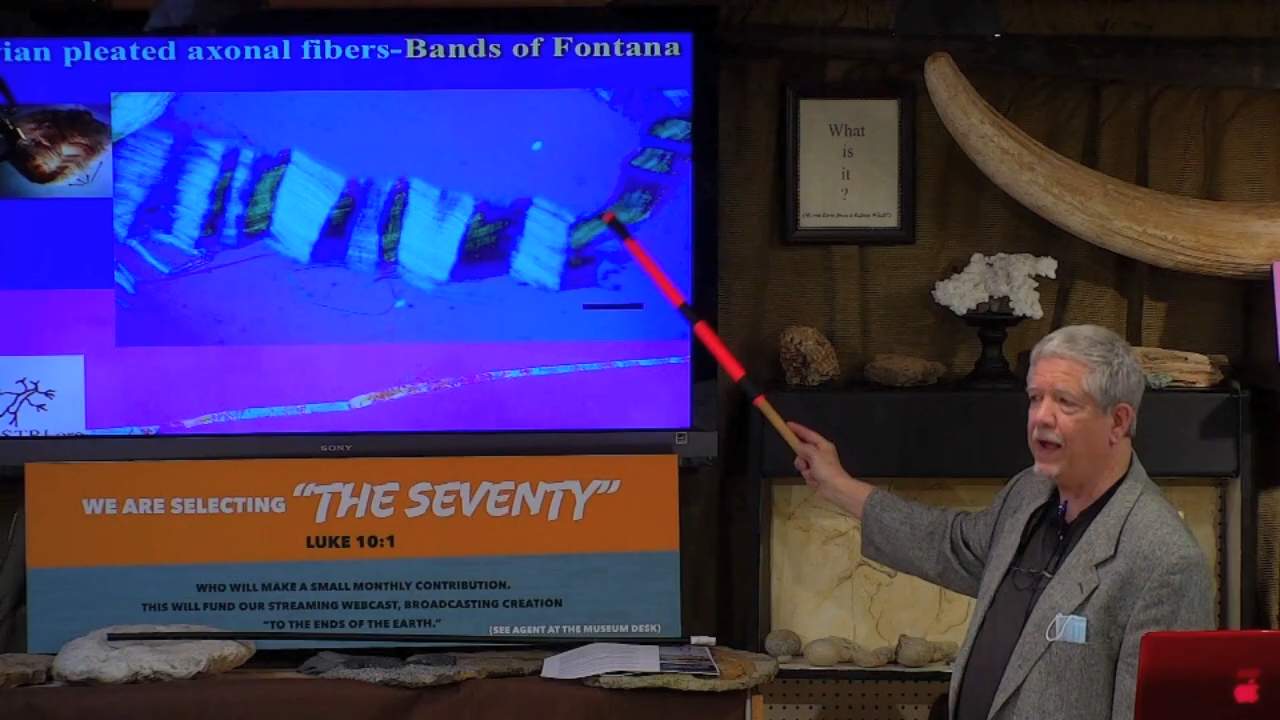 pleated axonal fibers-Bands of Fontana
What
is
it
?
SONY
WE ARE SELECTING "THE SEVENTY"
LUKE 10:1
WHO WILL MAKE A SMALL MONTHLY CONTRIBUTION.
THIS WILL FUND OUR STREAMING WEBCAST, BROADCASTING CREATION
"TO THE ENDS OF THE EARTH."
(SEE AGENT AT THE MUSEUM DESK)